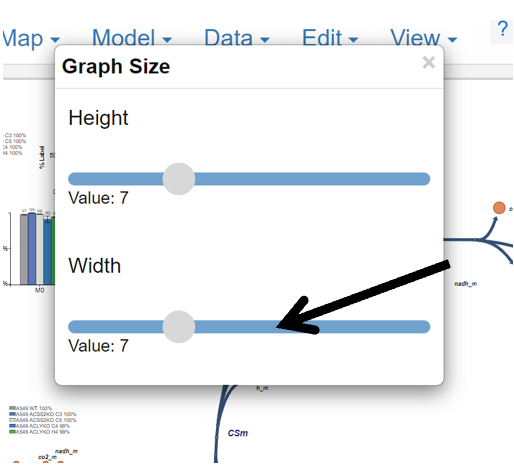 Map Model Data Edit View ?
Graph Size ×
Height
Value: 7
Width
Value: 7
C3 100%
C5 100%
C4 100%
H4 100%
% Label
50
M0
nadh_m
h_m
CSm
A549 WT 100%
A549 ACSS2KO C3 100%
A549 ACSS2KO C5 100%
A549 ACLYKO C4 98%
A549 ACLYKO H4 99%
nadh_m
co2_m